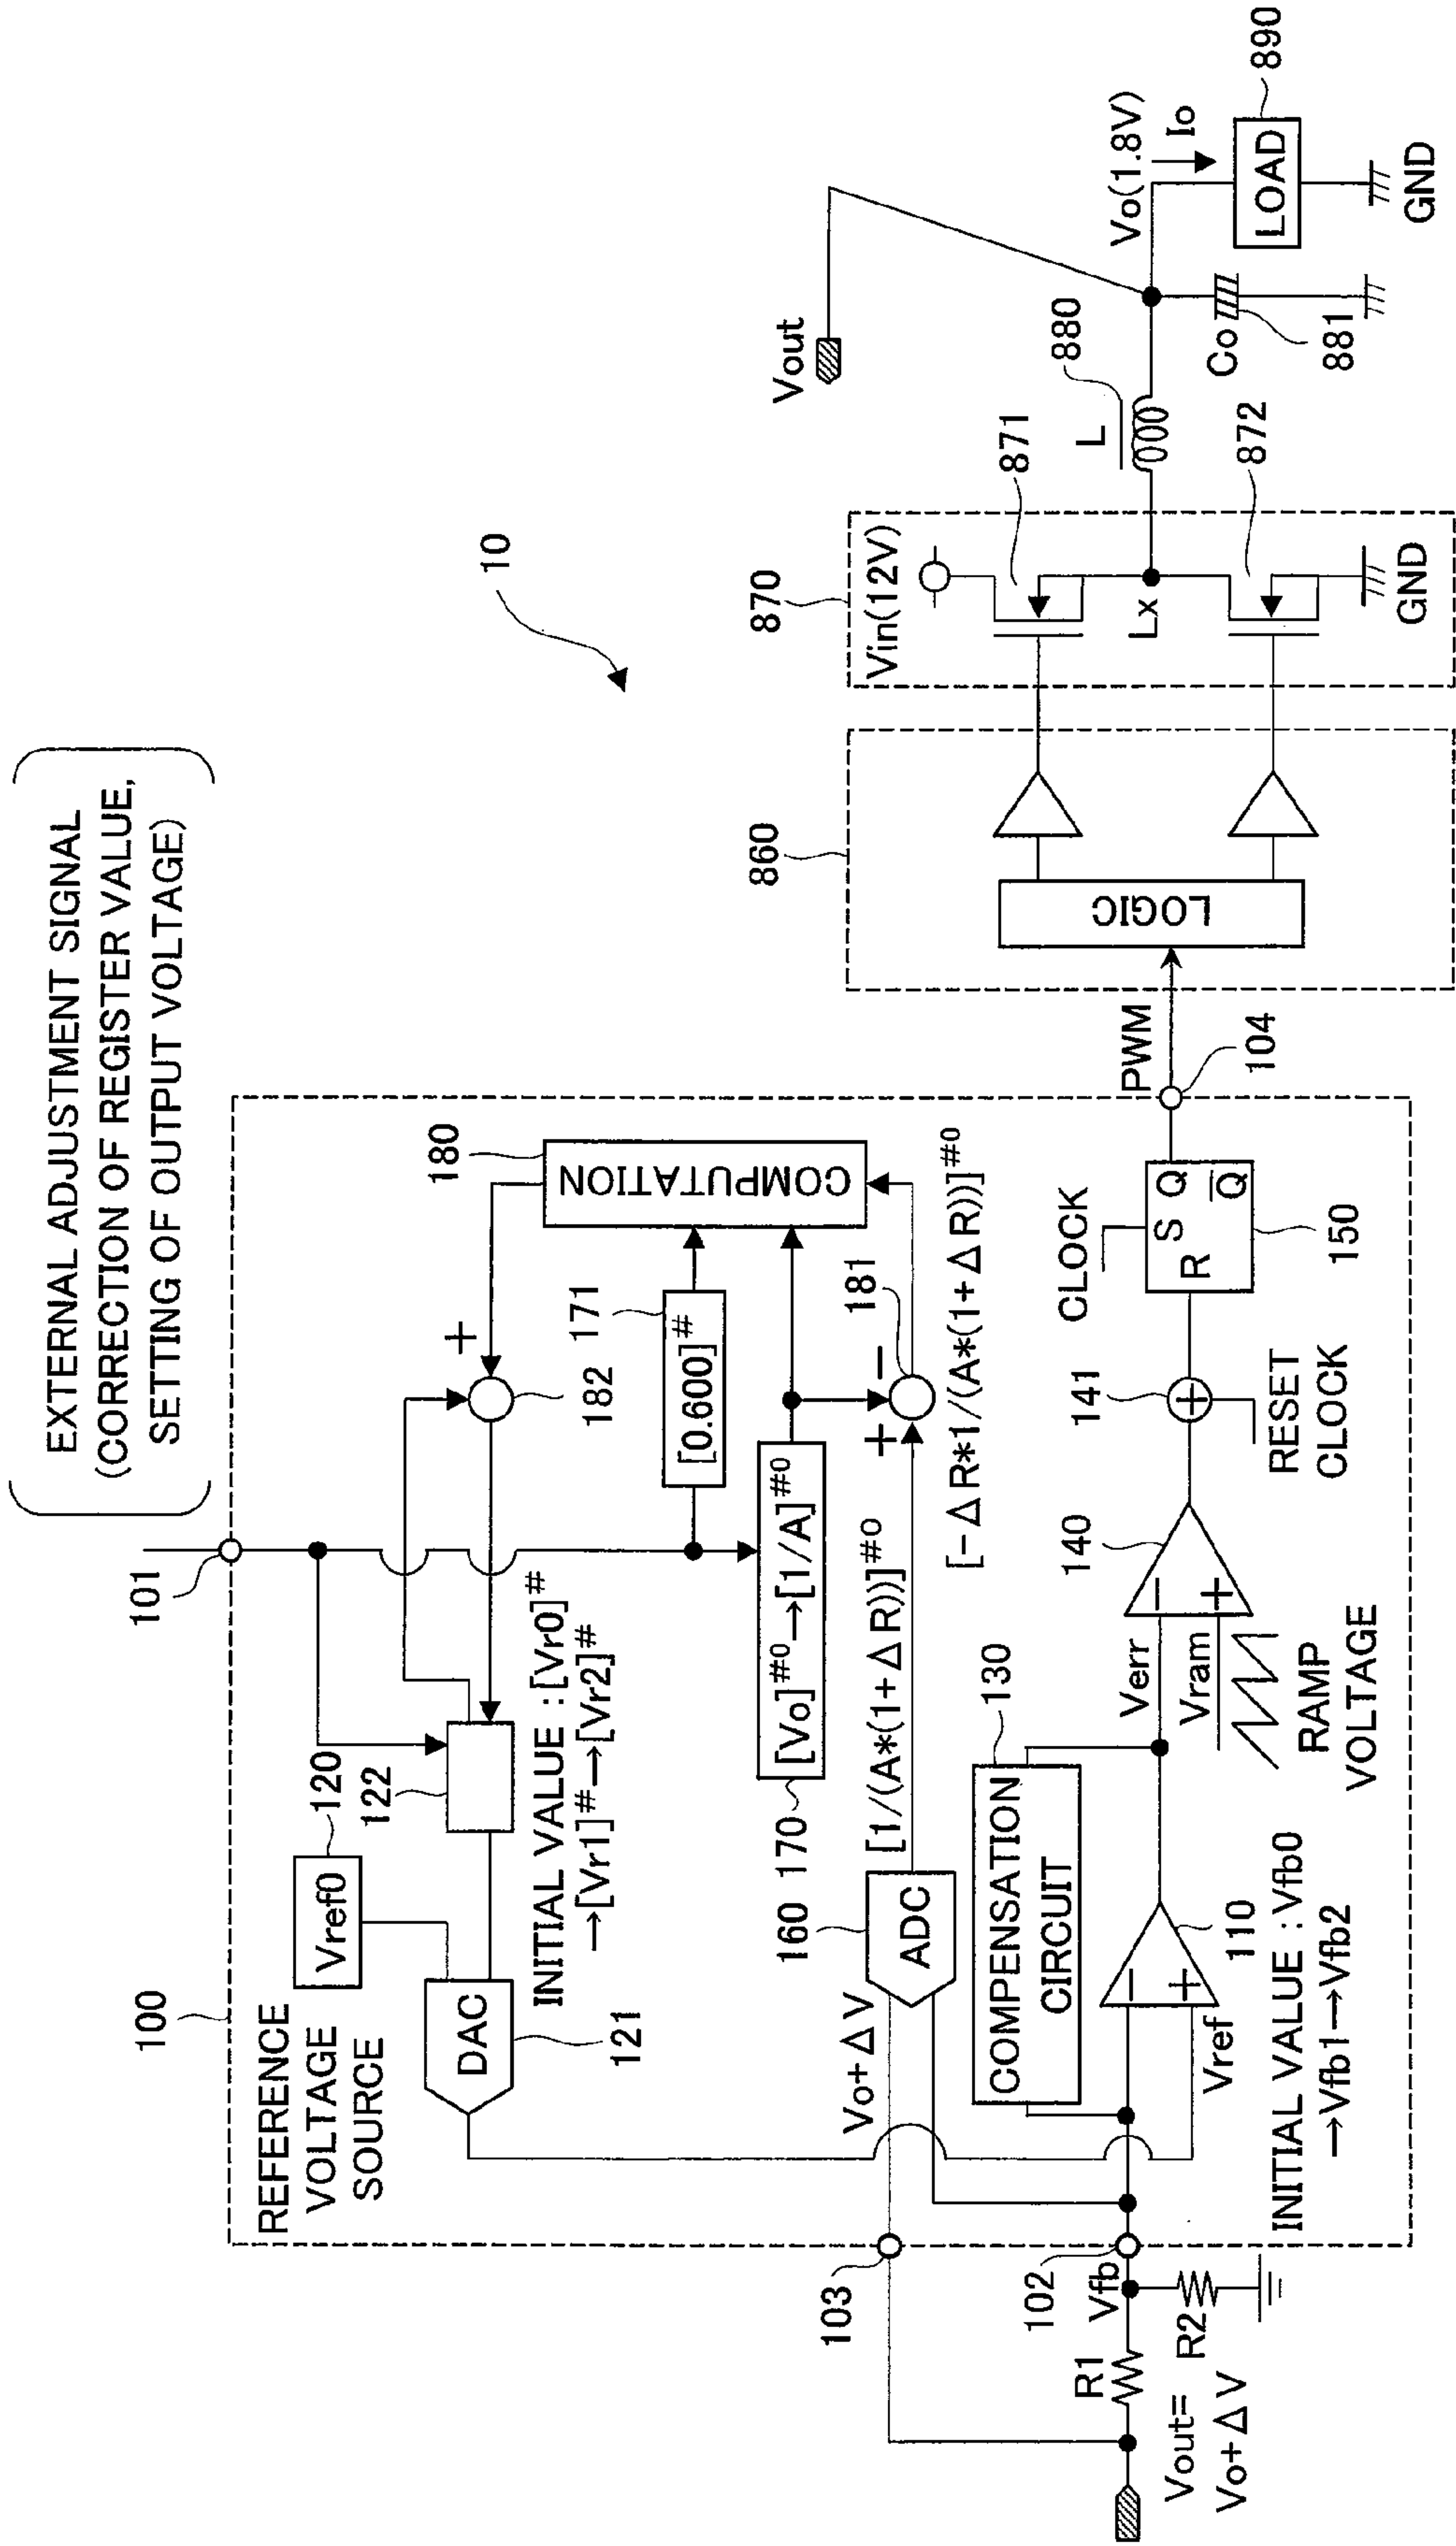 EXTERNAL ADJUSTMENT SIGNAL
(CORRECTION OF REGISTER VALUE,
SETTING OF OUTPUT VOLTAGE)
10
100
101
REFERENCE
VOLTAGE
SOURCE
Vref0
120
122
DAC
121
INITIAL VALUE : [Vr0]#
→[Vr1]#→[Vr2]#
+
182
180
COMPUTATION
171
[0.600]#
[Vo]#0→[1/A]#0
170
+
−
181
[-ΔR*1/(A*(1+ΔR))]#0
[1/(A*(1+ΔR))]#0
160
ADC
Vo+ΔV
103
102
Vfb
R1
R2
Vout=
Vo+ΔV
COMPENSATION
CIRCUIT
130
−
+
110
Vref
INITIAL VALUE : Vfb0
→Vfb1→Vfb2
Verr
Vram
RAMP
VOLTAGE
−
+
140
141
+
RESET
CLOCK
CLOCK
S
R
Q
Q
150
PWM
104
860
LOGIC
870
Vin(12V)
871
872
Lx
GND
L
880
Vout
Co
881
Vo(1.8V)
Io
LOAD
890
GND